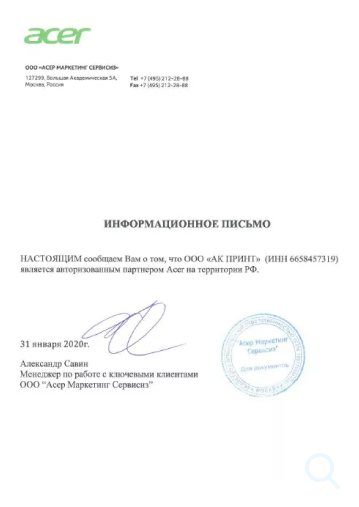 acer
ООО «АСЕР МАРКЕТИНГ СЕРВИСИЗ»
127299, Большая Академическая 5А, Tel +7 (495) 212-28-88
Москва, Россия Fax +7 (495) 212-28-88
ИНФОРМАЦИОННОЕ ПИСЬМО
НАСТОЯЩИМ сообщаем Вам о том, что ООО «АК ПРИНТ» (ИНН 6658457319)
является авторизованным партнером Acer на территории РФ.
31 января 2020г.
"Асер Маркетинг
Сервисиз"
Для документов
Александр Савин
Менеджер по работе с ключевыми клиентами
ООО "Асер Маркетинг Сервисиз"